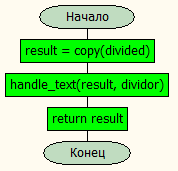 Начало
result = copy(divided)
handle_text(result, dividor)
return result
Конец